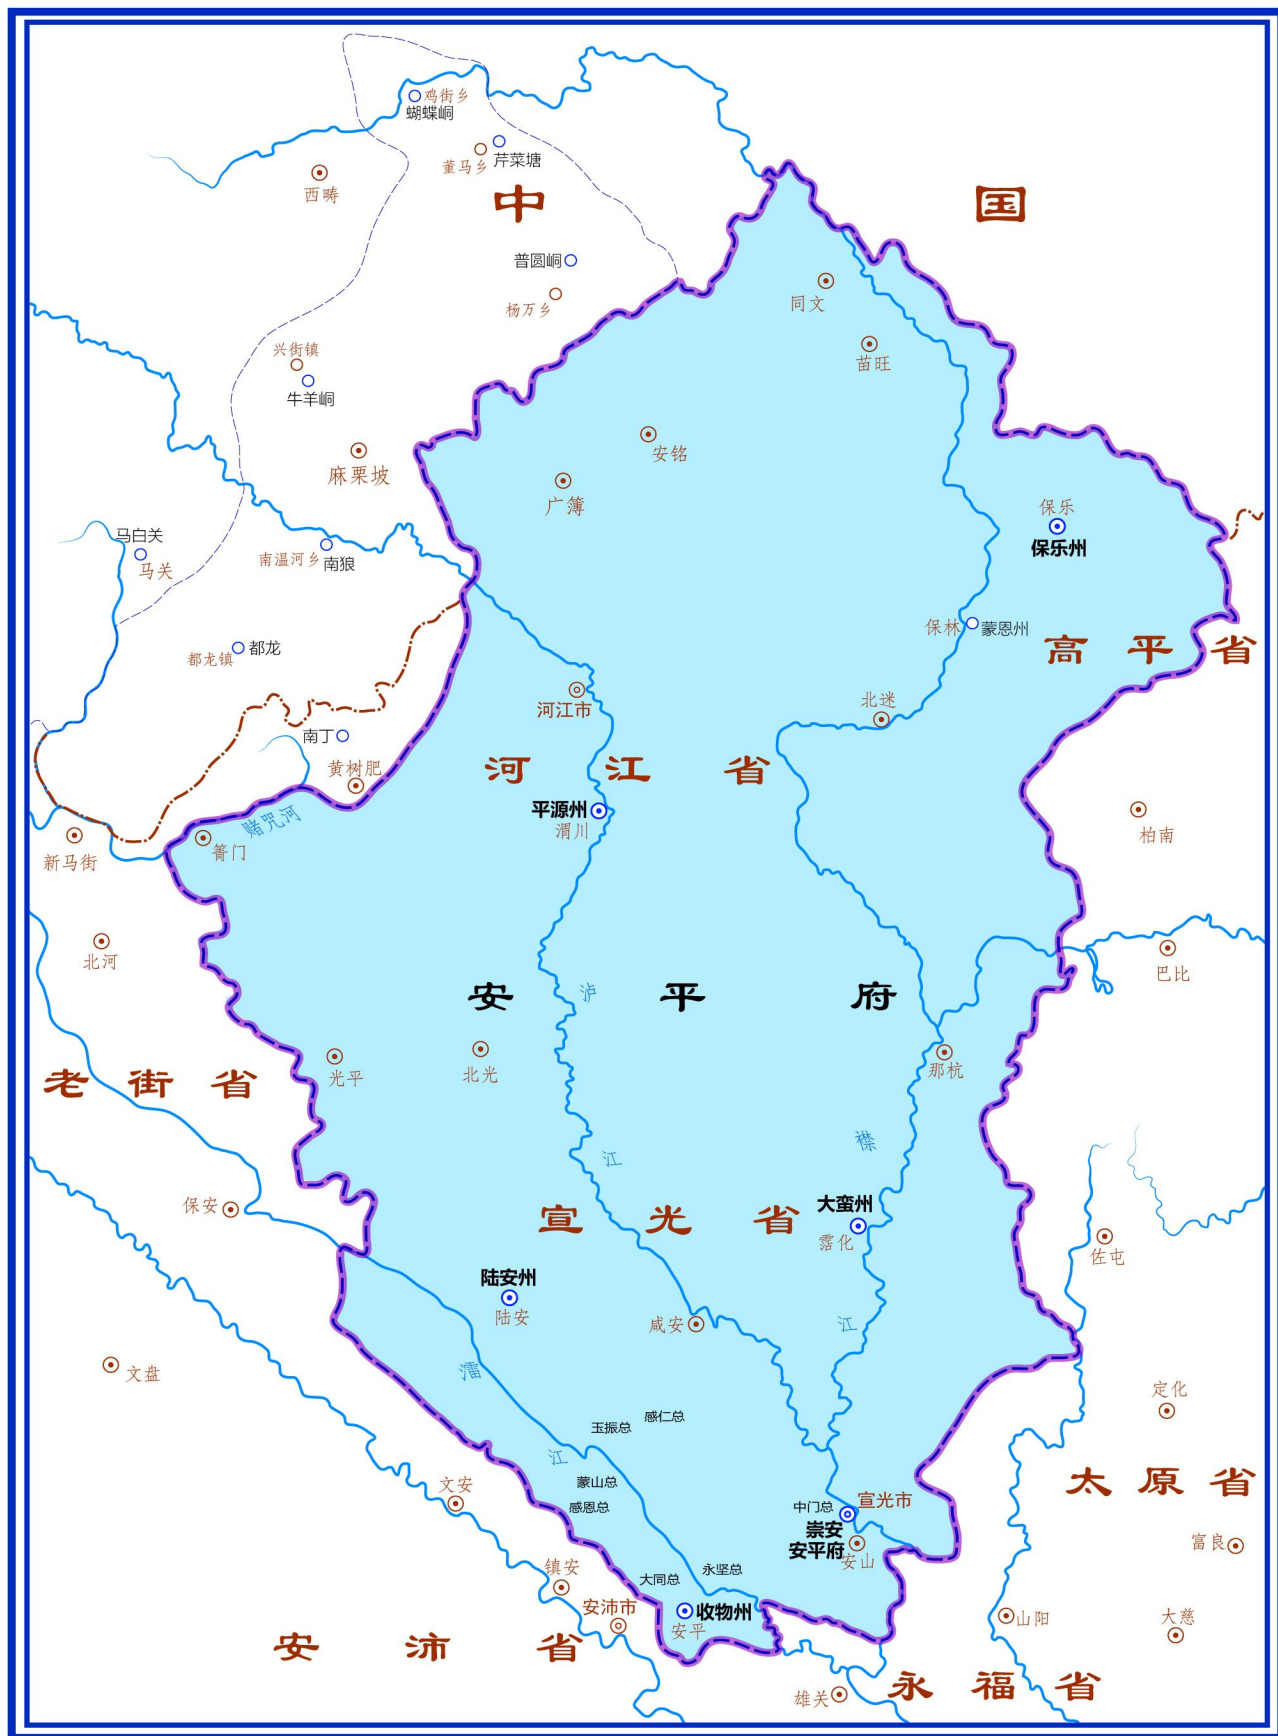 鸡街乡
蝴蝶峒
董马乡
芹菜塘
西畴
中
国
普圆峒
杨万乡
同文
兴街镇
牛羊峒
苗旺
麻栗坡
安铭
广簿
保乐
保乐州
马白关
马关
南温河乡
南狼
保林
蒙恩州
都龙镇
都龙
高平省
河江市
北迷
南丁
黄树肥
河江省
平源州
渭川
赌咒河
箐门
柏南
新马街
北河
巴比
安平府
泸
老街省
光平
北光
那杭
襟
江
保安
大蛮州
霑化
宣光省
佐屯
陆安州
陆安
咸安
江
文盘
㵋
定化
玉振总
感仁总
江
蒙山总
感恩总
文安
中门总
宣光市
崇安
安平府
安山
太原省
富良
镇安
大同总
永坚总
安沛市
收物州
安平
山阳
大慈
安沛省
永福省
雄关